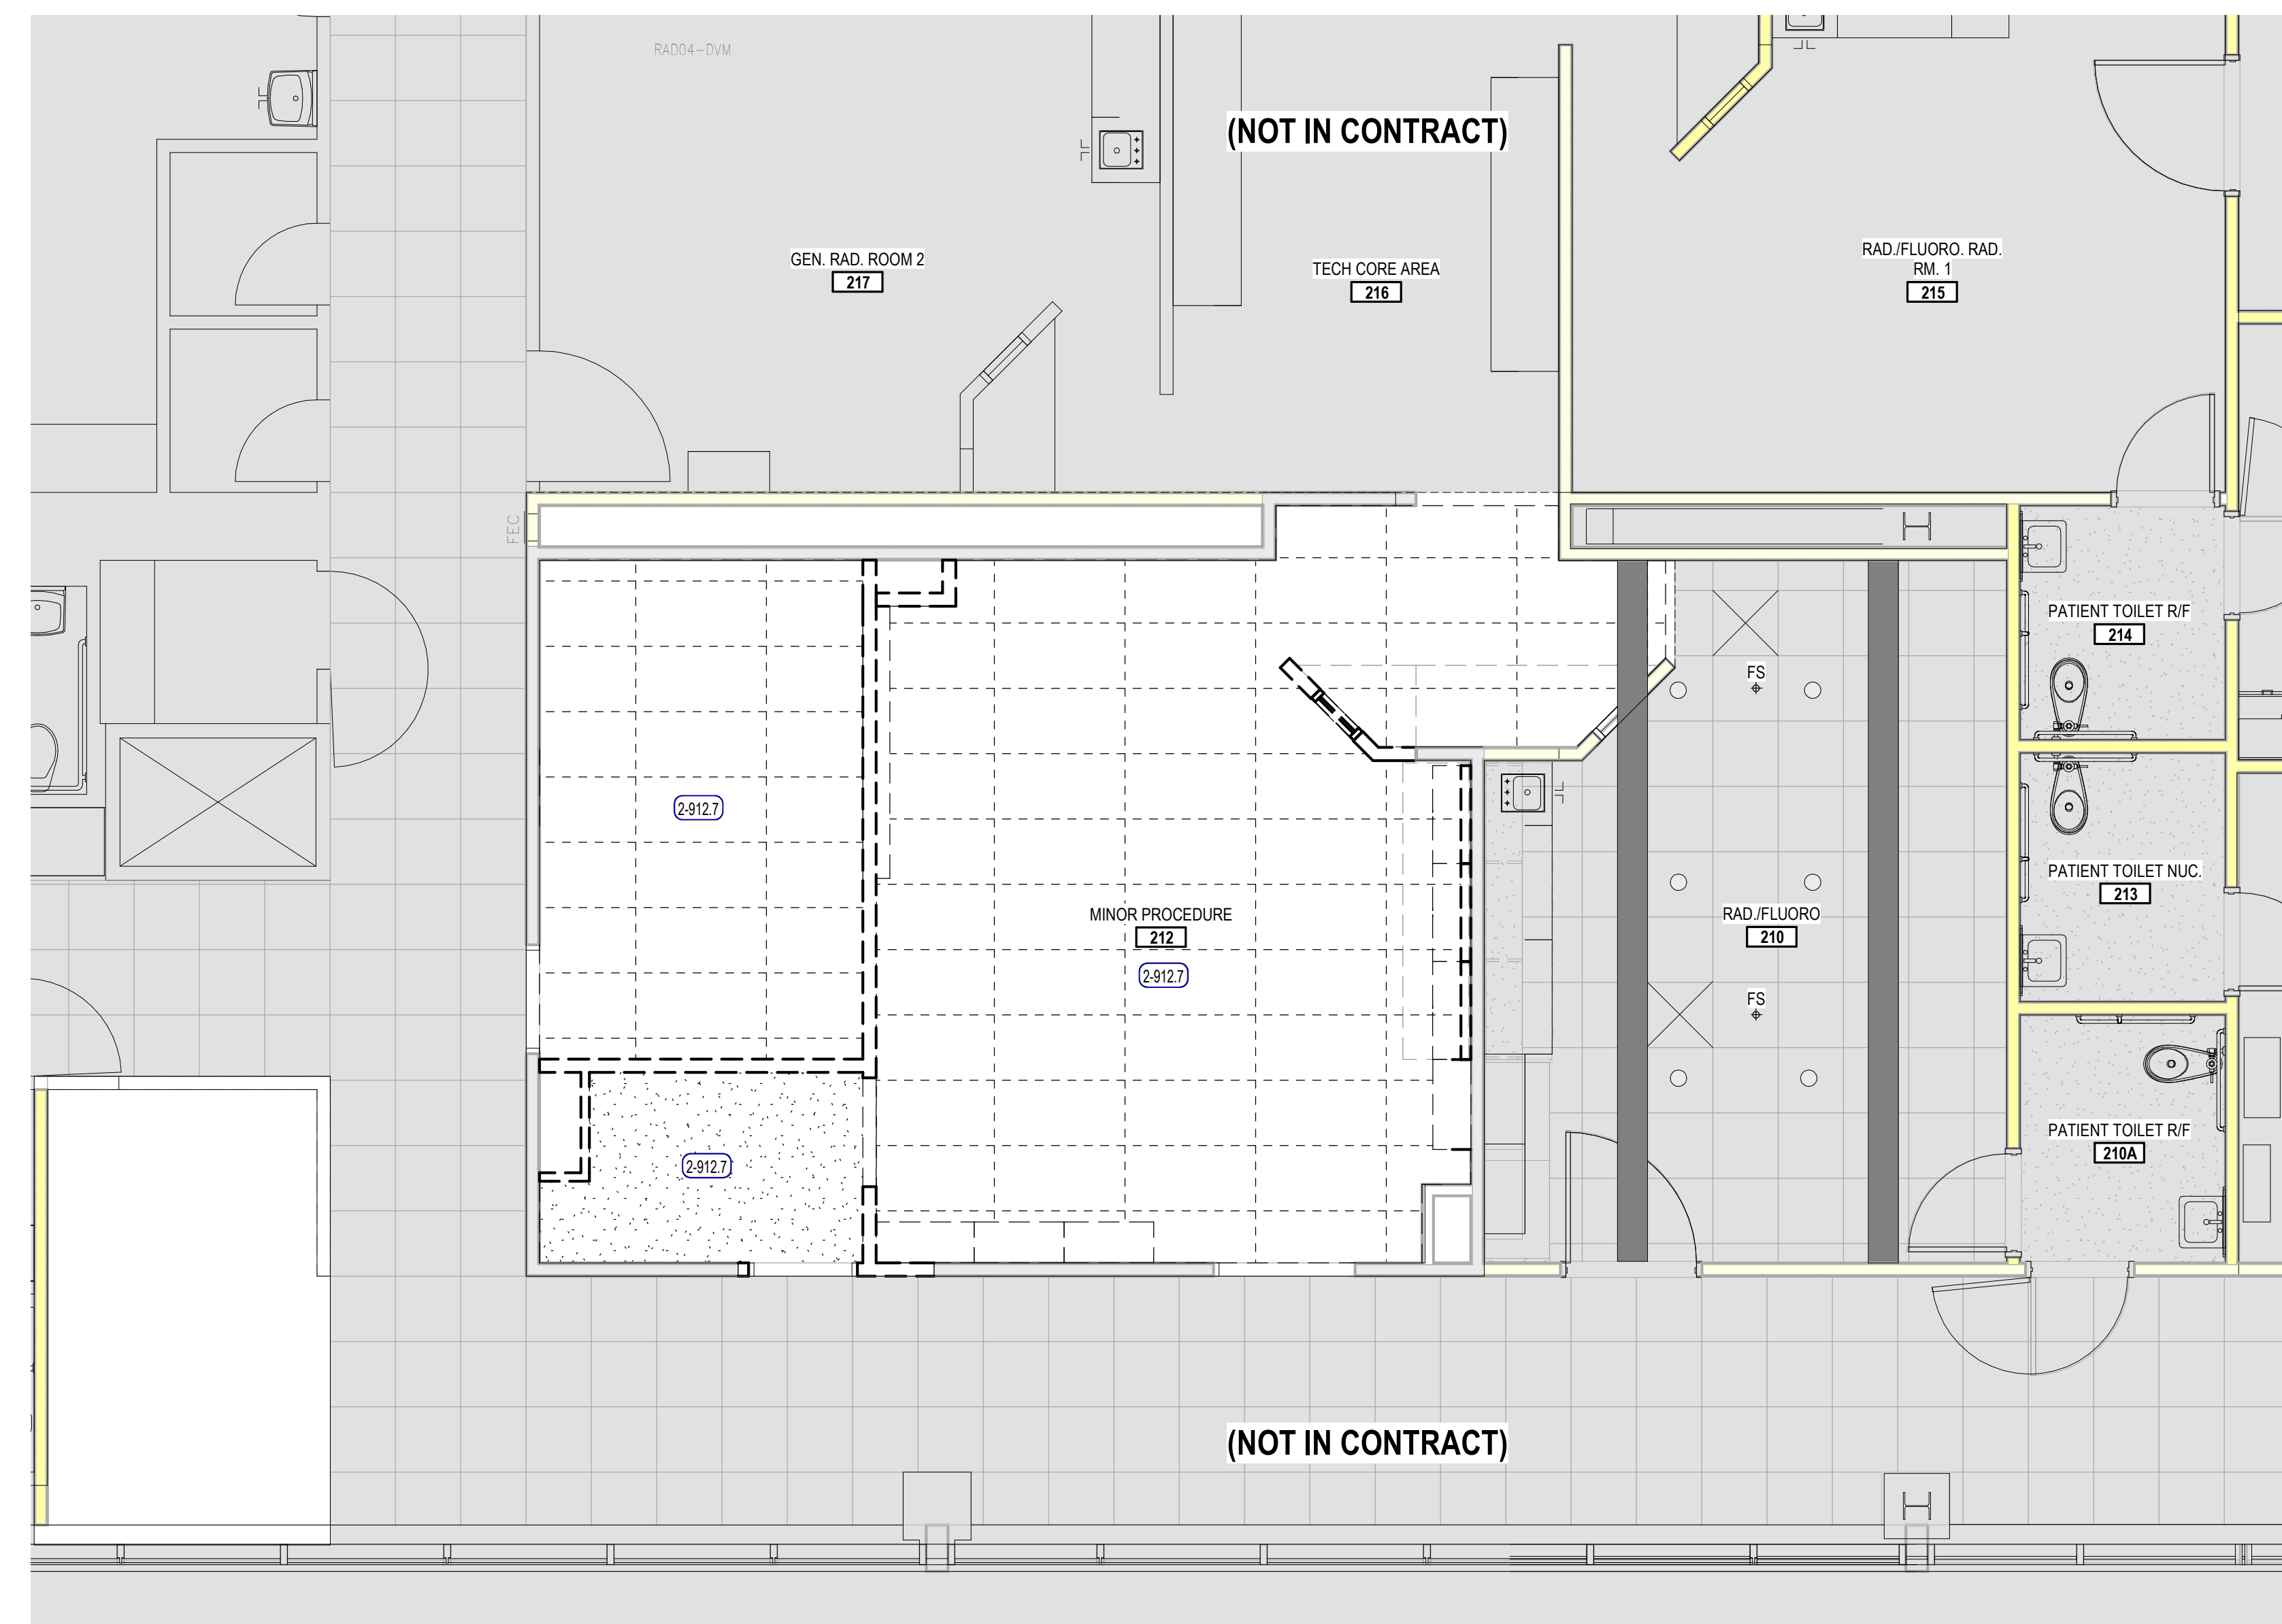 RAD04-DVM
(NOT IN CONTRACT)
GEN. RAD. ROOM 2
217
TECH CORE AREA
216
RAD./FLUORO. RAD.
RM. 1
215
FEC
PATIENT TOILET R/F
214
FS
2-912.7
PATIENT TOILET NUC.
213
MINOR PROCEDURE
212
2-912.7
RAD./FLUORO
210
FS
PATIENT TOILET R/F
210A
2-912.7
(NOT IN CONTRACT)